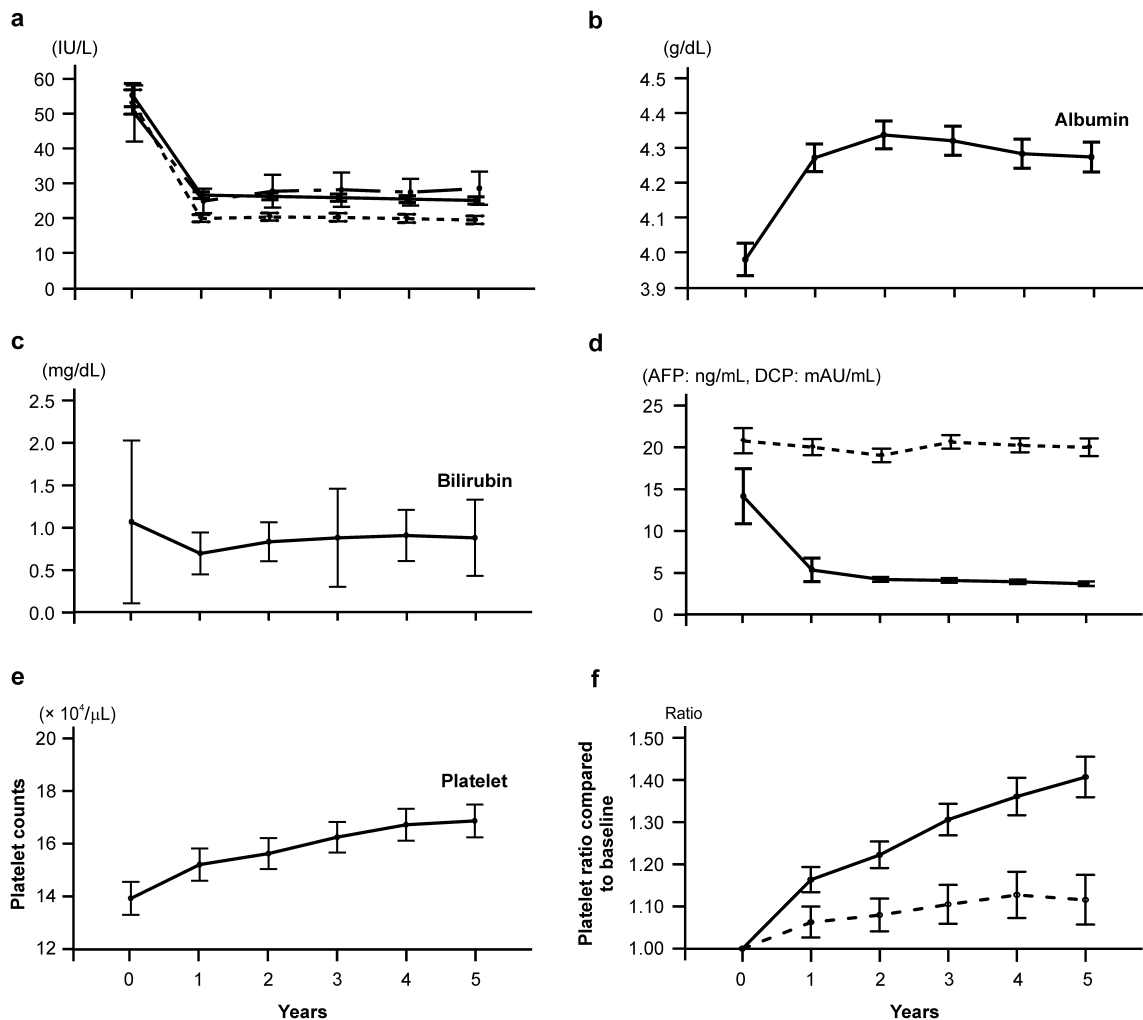 a
(IU/L)
60
50
40
30
20
10
0
b
(g/dL)
4.5
4.4
4.3
4.2
4.1
4.0
3.9
Albumin
c
(mg/dL)
2.5
2.0
1.5
1.0
0.5
0.0
Bilirubin
d
(AFP: ng/mL, DCP: mAU/mL)
25
20
15
10
5
0
e
(× 10⁴/μL)
Platelet counts
20
18
16
14
12
Platelet
0 1 2 3 4 5
Years
f
Ratio
Platelet ratio compared
to baseline
1.50
1.40
1.30
1.20
1.10
1.00
0 1 2 3 4 5
Years